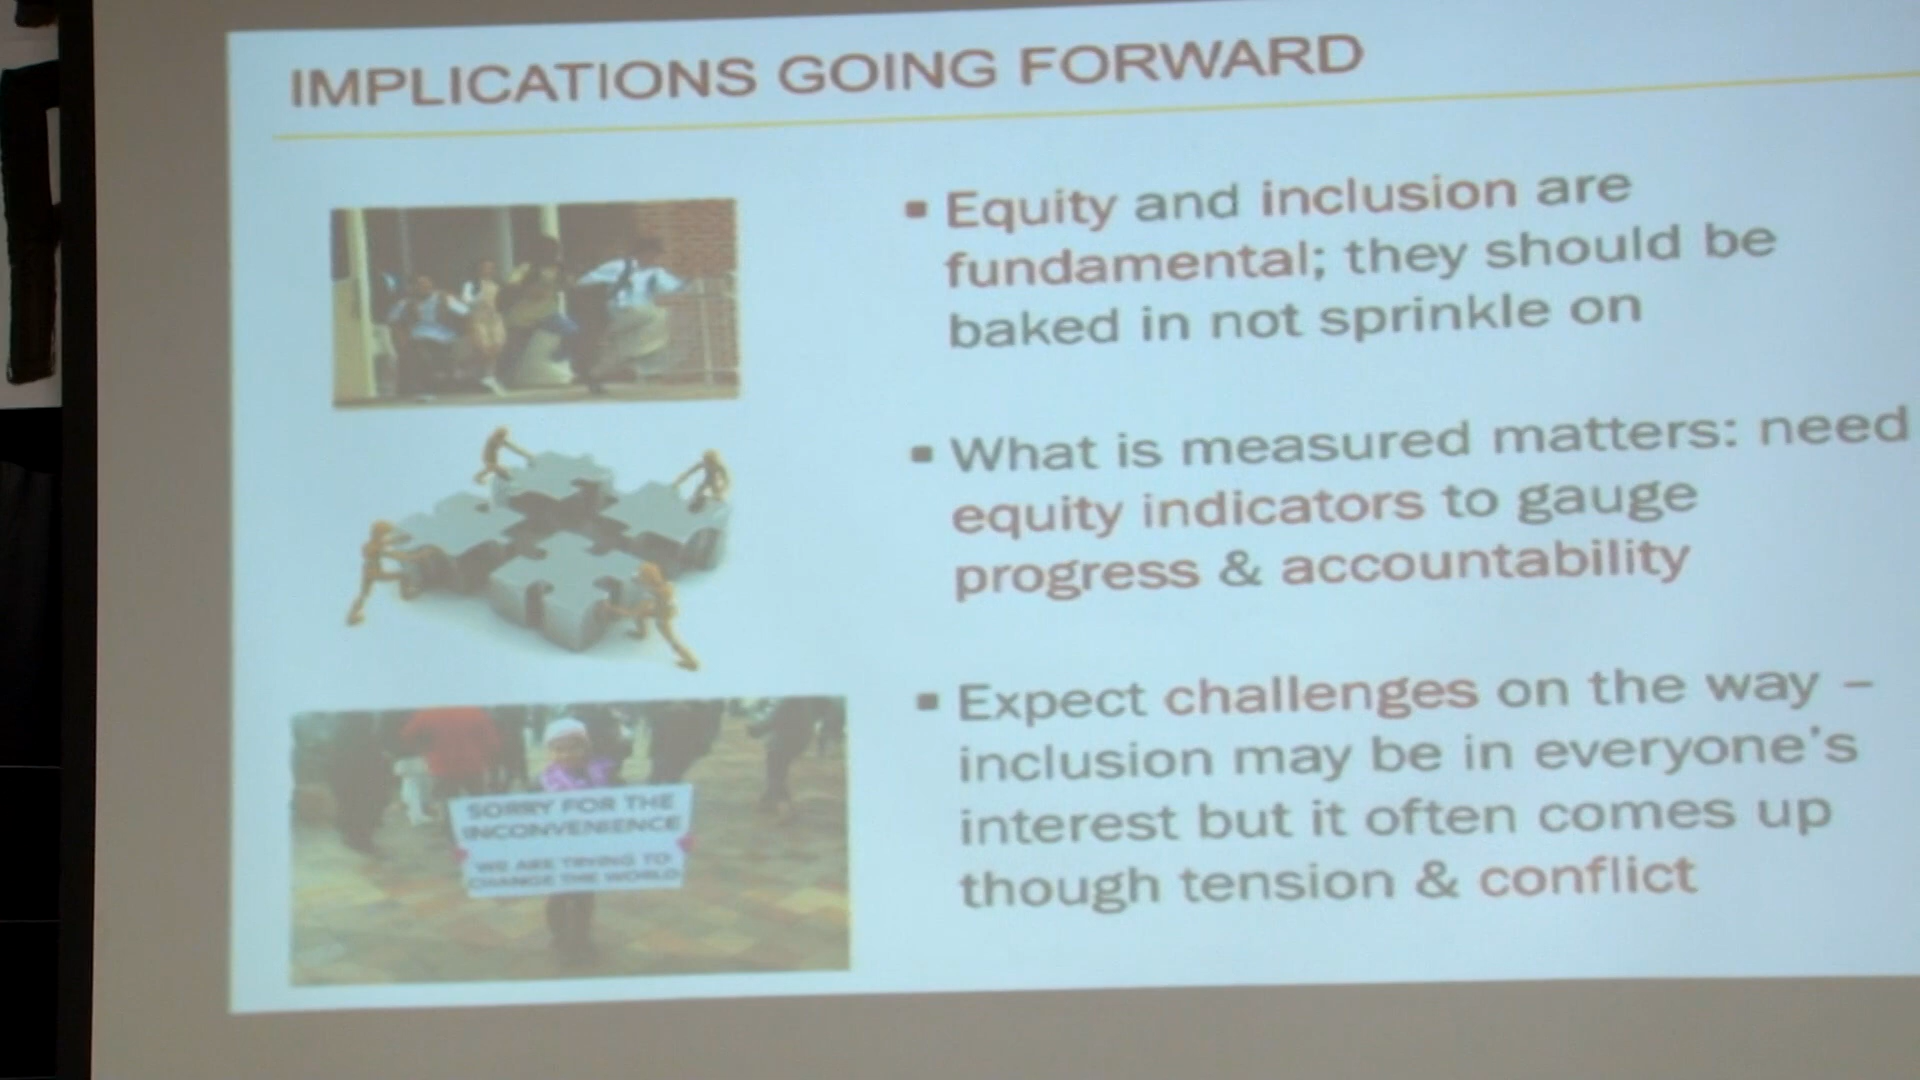 IMPLICATIONS GOING FORWARD
▪ Equity and inclusion are
fundamental; they should be
baked in not sprinkle on
▪ What is measured matters: need
equity indicators to gauge
progress & accountability
▪ Expect challenges on the way –
inclusion may be in everyone's
interest but it often comes up
though tension & conflict
SORRY FOR THE
INCONVENIENCE
WE ARE TRYING TO
CHANGE THE WORLD